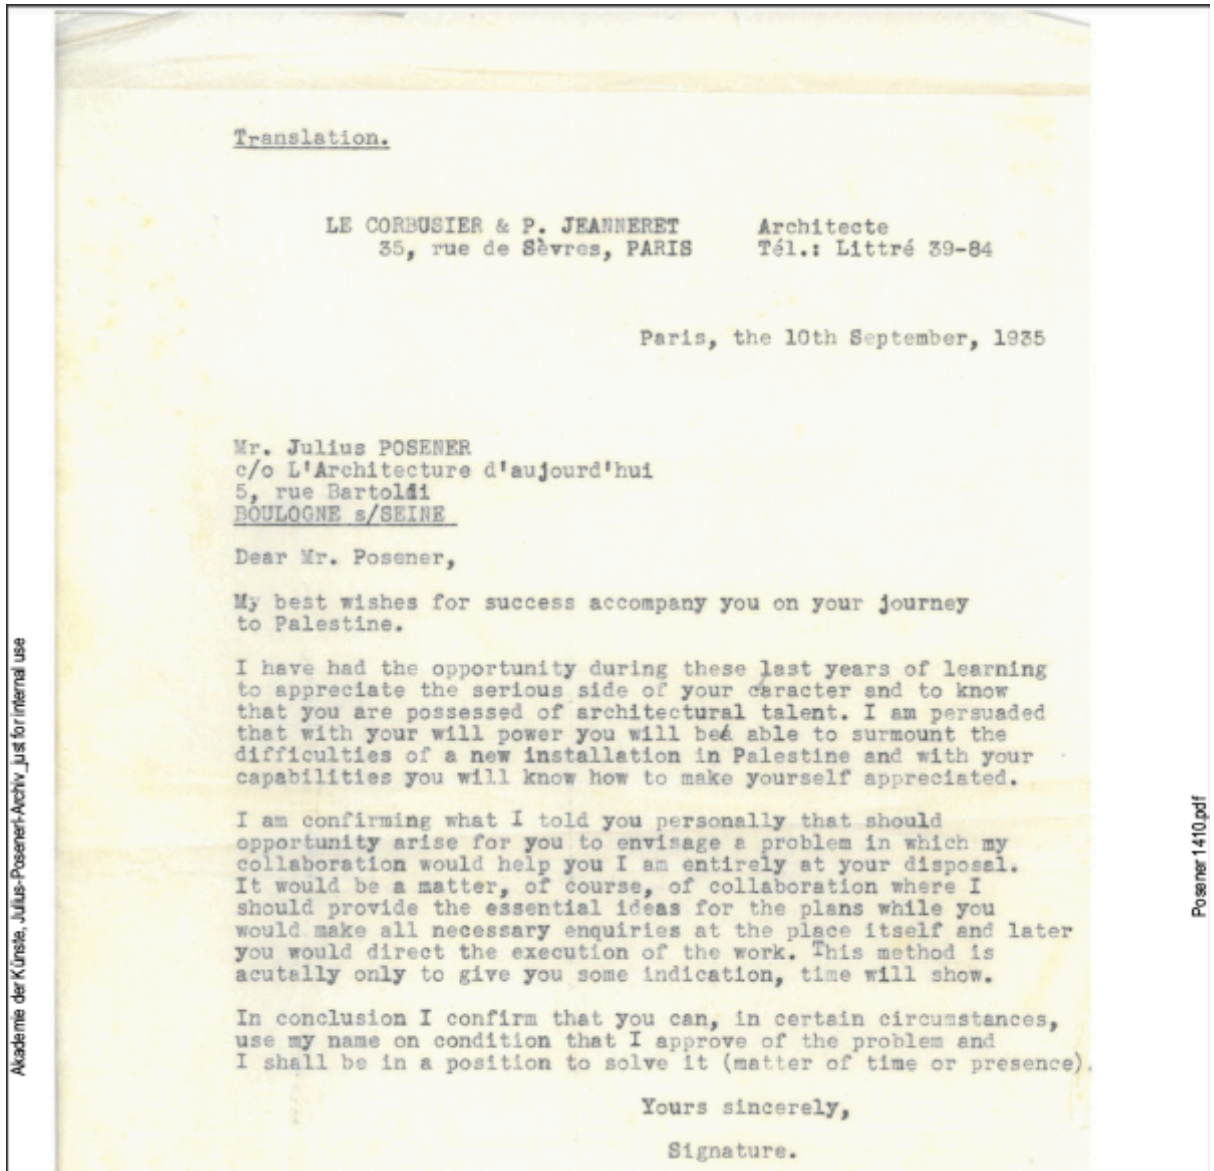 Translation.
LE CORBUSIER & P. JEANNERET Architecte
35, rue de Sèvres, PARIS Tél.: Littré 39-84
Paris, the 10th September, 1935
Mr. Julius POSENER
c/o L'Architecture d'aujourd'hui
5, rue Bartoldi
BOULOGNE s/SEINE
Dear Mr. Posener,
My best wishes for success accompany you on your journey
to Palestine.
I have had the opportunity during these last years of learning
to appreciate the serious side of your caracter and to know
that you are possessed of architectural talent. I am persuaded
that with your will power you will be able to surmount the
difficulties of a new installation in Palestine and with your
capabilities you will know how to make yourself appreciated.
I am confirming what I told you personally that should
opportunity arise for you to envisage a problem in which my
collaboration would help you I am entirely at your disposal.
It would be a matter, of course, of collaboration where I
should provide the essential ideas for the plans while you
would make all necessary enquiries at the place itself and later
you would direct the execution of the work. This method is
acutally only to give you some indication, time will show.
In conclusion I confirm that you can, in certain circumstances,
use my name on condition that I approve of the problem and
I shall be in a position to solve it (matter of time or presence).
Yours sincerely,
Signature.
Akademie der Künste, Julius-Posenerl-Archiv_just for internal use
Posener 1410.pdf